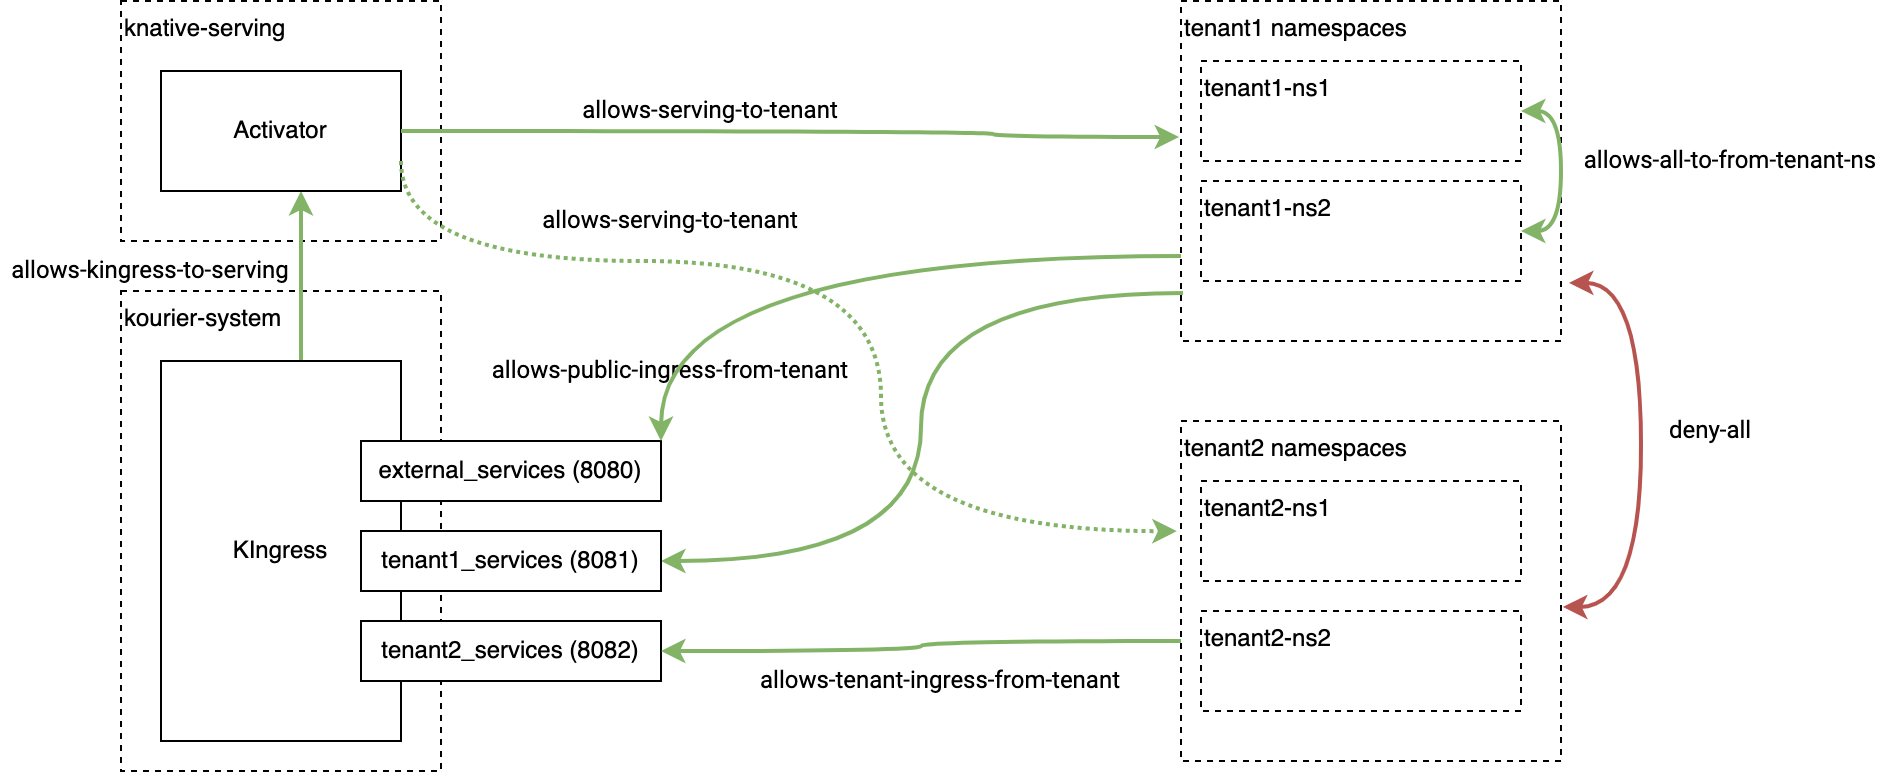 knative-serving
tenant1 namespaces
tenant1-ns1
allows-serving-to-tenant
Activator
allows-all-to-from-tenant-ns
tenant1-ns2
allows-serving-to-tenant
allows-kingress-to-serving
kourier-system
allows-public-ingress-from-tenant
deny-all
tenant2 namespaces
external_services (8080)
tenant2-ns1
KIngress
tenant1_services (8081)
tenant2-ns2
tenant2_services (8082)
allows-tenant-ingress-from-tenant